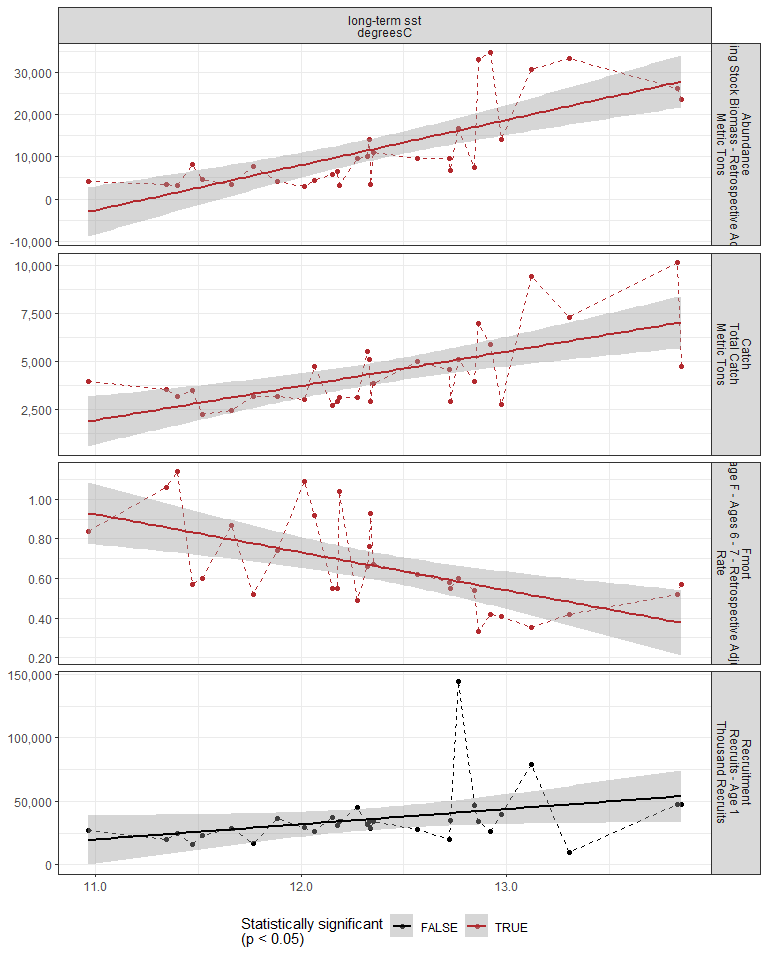 long-term sst
degreesC
30,000
20,000
10,000
0
-10,000
Abundance
ing Stock Biomass - Retrospective Ad
Metric Tons
10,000
7,500
5,000
2,500
Catch
Total Catch
Metric Tons
1.00
0.80
0.60
0.40
0.20
Fmort
age F - Ages 6 - 7 - Retrospective Adju
Rate
150,000
100,000
50,000
0
Recruitment
Recruits - Age 1
Thousand Recruits
11.0 12.0 13.0
Statistically significant
(p < 0.05)
FALSE TRUE